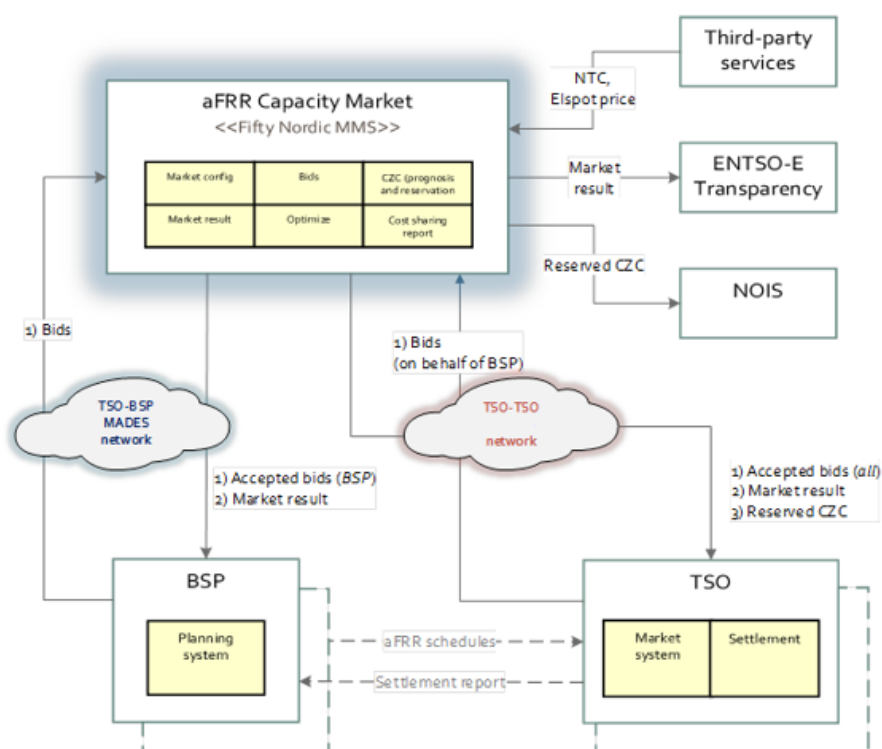 Third-party
services
NTC,
Elspot price
aFRR Capacity Market
<<Fifty Nordic MMS>>
Market config
Bids
CZC (prognosis
and reservation
Market result
Optimize
Cost sharing
report
Market
result
ENTSO-E
Transparency
Reserved CZC
NOIS
1) Bids
1) Bids
(on behalf of BSP)
TSO-BSP
MADES
network
TSO-TSO
network
1) Accepted bids (BSP)
2) Market result
1) Accepted bids (all)
2) Market result
3) Reserved CZC
BSP
Planning
system
TSO
Market
system
Settlement
aFRR schedules
Settlement report